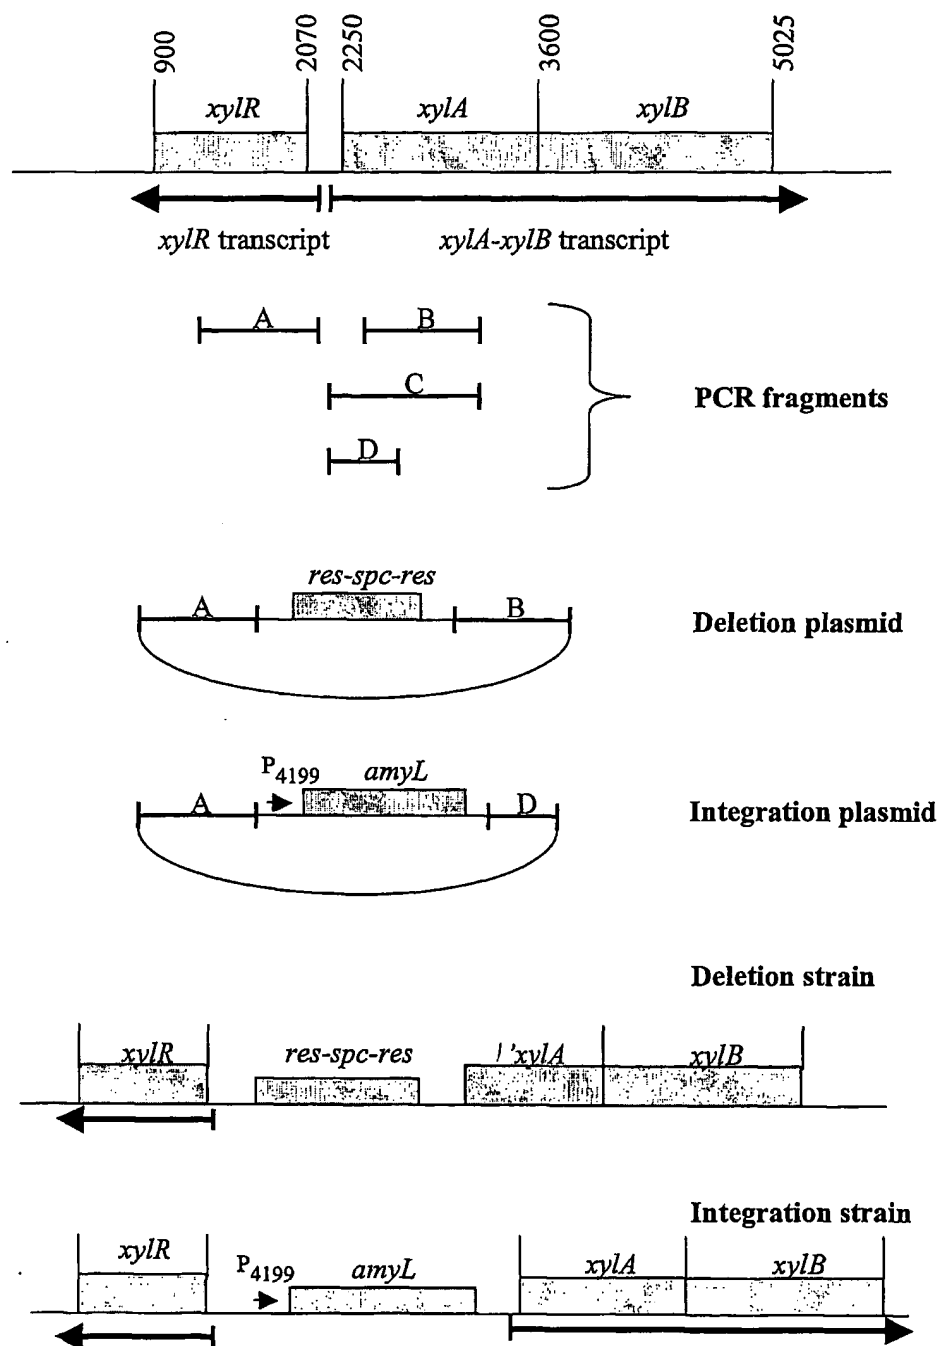 900 2070 2250 3600 5025
xylR xylA xylB
xylR transcript xylA-xylB transcript
A B
C
PCR fragments
D
res-spc-res
A B
Deletion plasmid
P4199 amyL
A D
Integration plasmid
Deletion strain
xylR res-spc-res 'xylA xylB
Integration strain
xylR P4199 amyL xylA xylB